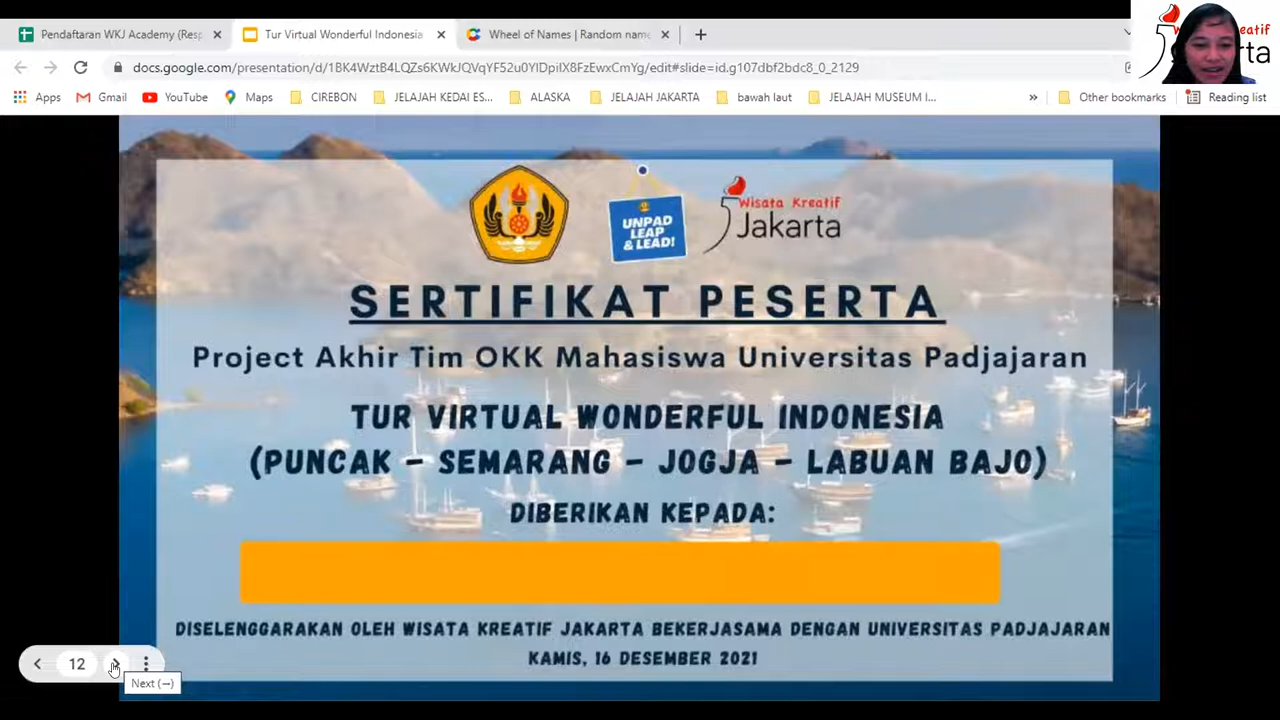 Pendaftaran WKJ Academy (Resp
Tur Virtual Wonderful Indonesia
Wheel of Names | Random name
docs.google.com/presentation/d/1BK4WztB4LQZs6KWkJQVqYF52uIYlDpitX8FzEwxCmYg/edit#slide=id.g107dbf2bdc8_0_2129
Apps
Gmail
YouTube
Maps
CIREBON
JELAJAH KEDAI ES...
ALASKA
JELAJAH JAKARTA
bawah laut
JELAJAH MUSEUM I...
»
Other bookmarks
Reading list
UNPAD
LEAP
& LEAD!
Wisata Kreatif
Jakarta
SERTIFIKAT PESERTA
Project Akhir Tim OKK Mahasiswa Universitas Padjajaran
TUR VIRTUAL WONDERFUL INDONESIA
(PUNCAK - SEMARANG - JOGJA - LABUAN BAJO)
DIBERIKAN KEPADA:
DISELENGGARAKAN OLEH WISATA KREATIF JAKARTA BEKERJASAMA DENGAN UNIVERSITAS PADJAJARAN
KAMIS, 16 DESEMBER 2021
12
Next (→)